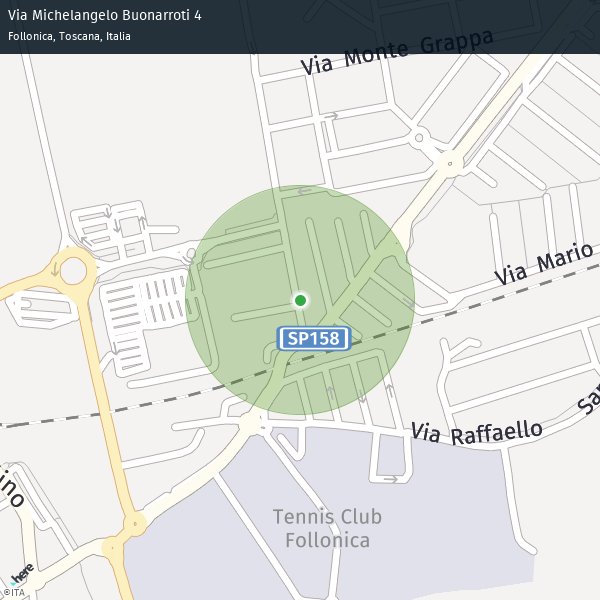 Via Michelangelo Buonarroti 4
Follonica, Toscana, Italia
Via Monte Grappa
Via Mario
SP158
Via Raffaello
Sar
ino
Tennis Club
Follonica
here
©ITA